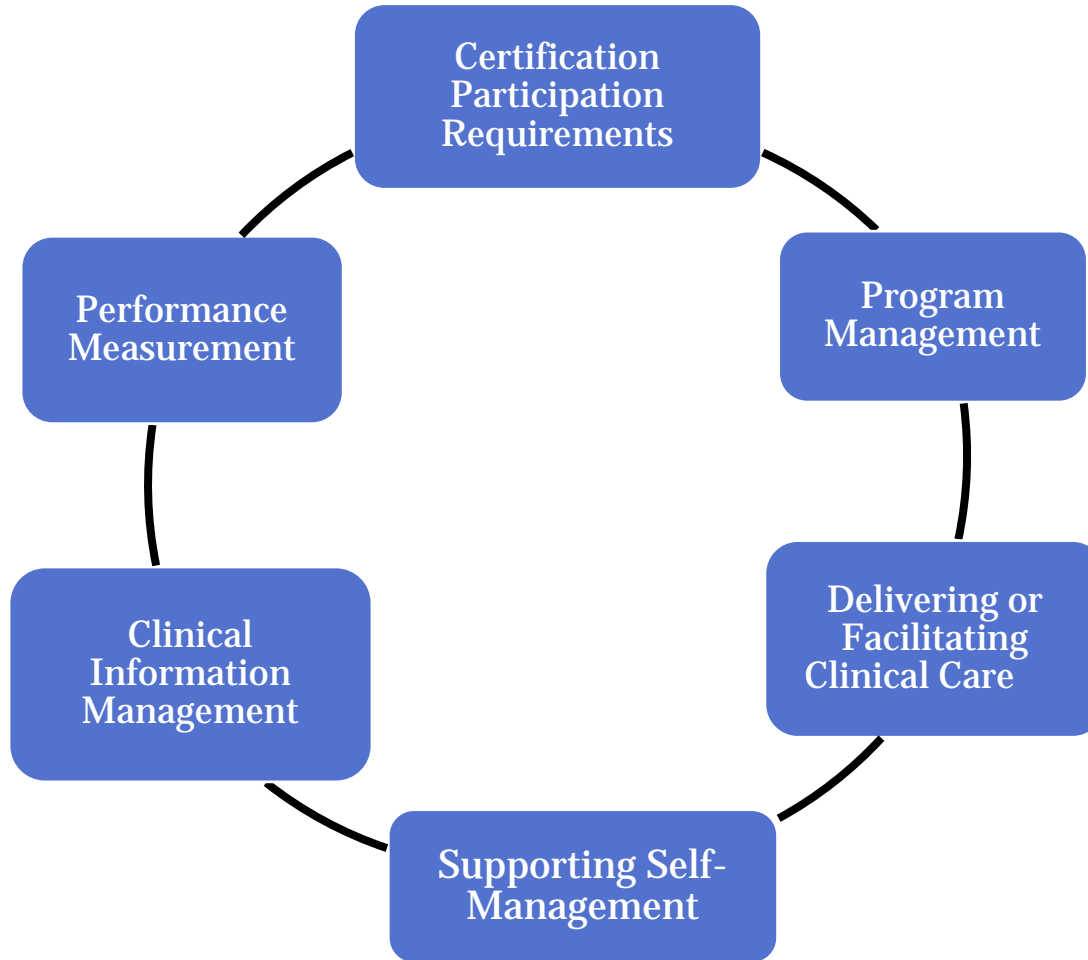 Certification
Participation
Requirements
Program
Management
Delivering or
Facilitating
Clinical Care
Supporting Self-
Management
Clinical
Information
Management
Performance
Measurement